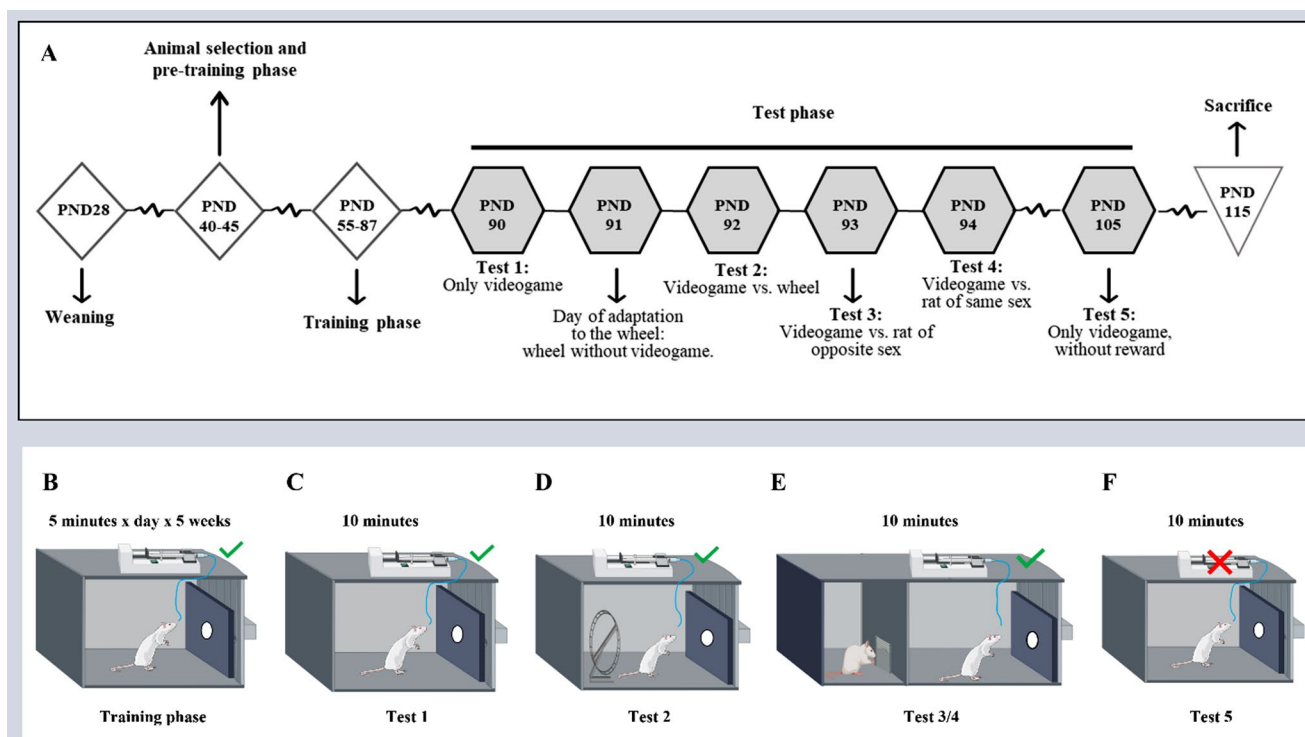 A
Animal selection and
pre-training phase
Test phase
Sacrifice
PND28
PND
40-45
PND
55-87
PND
90
PND
91
PND
92
PND
93
PND
94
PND
105
PND
115
Weaning
Training phase
Test 1:
Only videogame
Day of adaptation
to the wheel:
wheel without videogame.
Test 2:
Videogame vs. wheel
Test 3:
Videogame vs. rat of
opposite sex
Test 4:
Videogame vs.
rat of same sex
Test 5:
Only videogame,
without reward
B
5 minutes x day x 5 weeks
Training phase
C
10 minutes
Test 1
D
10 minutes
Test 2
E
10 minutes
Test 3/4
F
10 minutes
Test 5